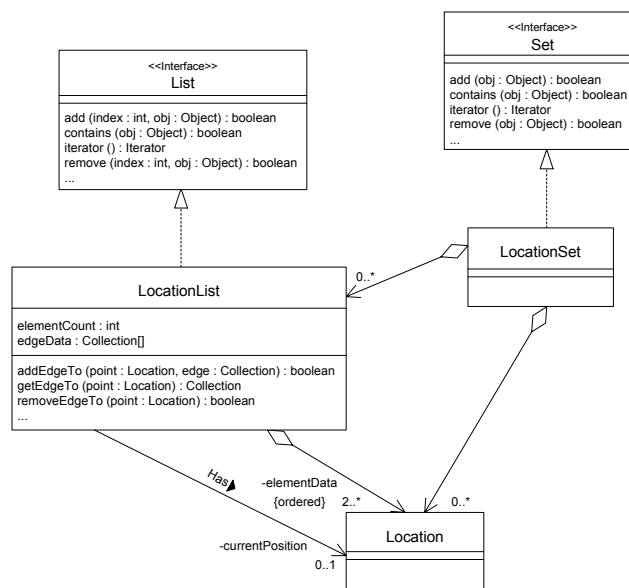 <<Interface>>
Set
add (obj : Object) : boolean
contains (obj : Object) : boolean
iterator () : Iterator
remove (obj : Object) : boolean
...
<<Interface>>
List
add (index : int, obj : Object) : boolean
contains (obj : Object) : boolean
iterator () : Iterator
remove (index : int, obj : Object) : boolean
...
LocationSet
0..*
LocationList
elementCount : int
edgeData : Collection[]
addEdgeTo (point : Location, edge : Collection) : boolean
getEdgeTo (point : Location) : Collection
removeEdgeTo (point : Location) : boolean
...
Has
-elementData
{ordered}
2..*
0..*
-currentPosition
0..1
Location